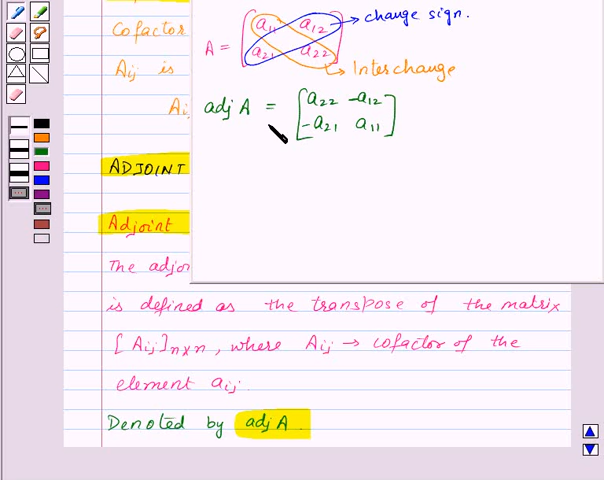 Cofactor
Aij is
Ai
A = [a11 a12
a21 a22]
change sign.
Interchange
adj A = [a22 -a12
-a21 a11]
ADJOINT
Adjoint
The adjoi
is defined as the transpose of the matrix
[Aij]n×n, where Aij → cofactor of the
element aij.
Denoted by adj A.